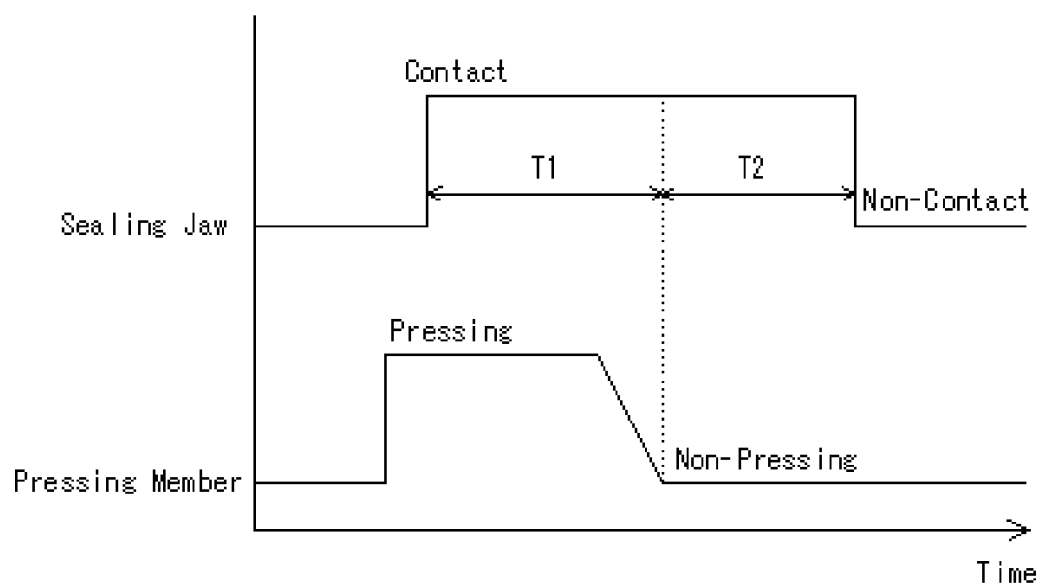 Contact
T1
T2
Non-Contact
Sealing Jaw
Pressing
Non-Pressing
Pressing Member
Time